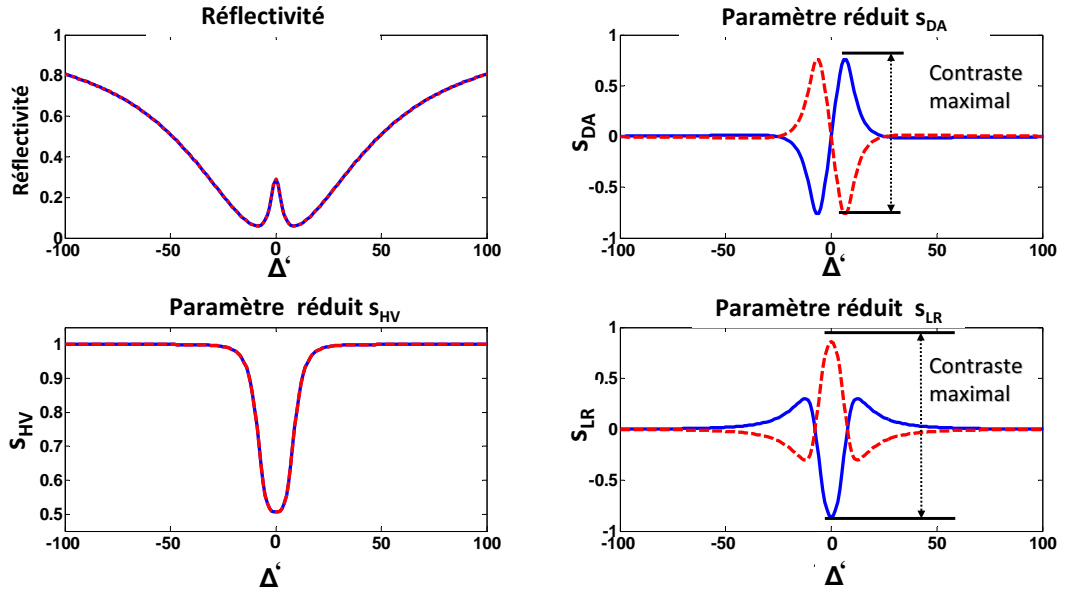 Réflectivité
1
0.8
0.6
0.4
0.2
0
Réflectivité
-100 -50 0 50 100
Δ‘
Paramètre réduit sDA
1
0.5
0
-0.5
-1
sDA
Contraste
maximal
-100 -50 0 50 100
Δ‘
Paramètre réduit sHV
1
0.9
0.8
0.7
0.6
0.5
sHV
-100 -50 0 50 100
Δ‘
Paramètre réduit sLR
1
0.5
0
-0.5
-1
sLR
Contraste
maximal
-100 -50 0 50 100
Δ‘